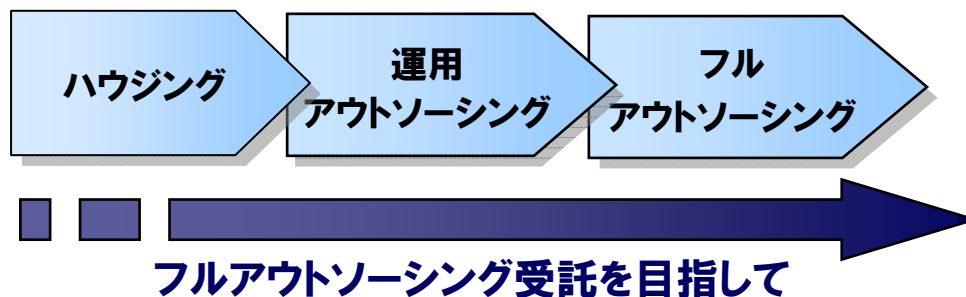 ハウジング
運用
アウトソーシング
フル
アウトソーシング
フルアウトソーシング受託を目指して